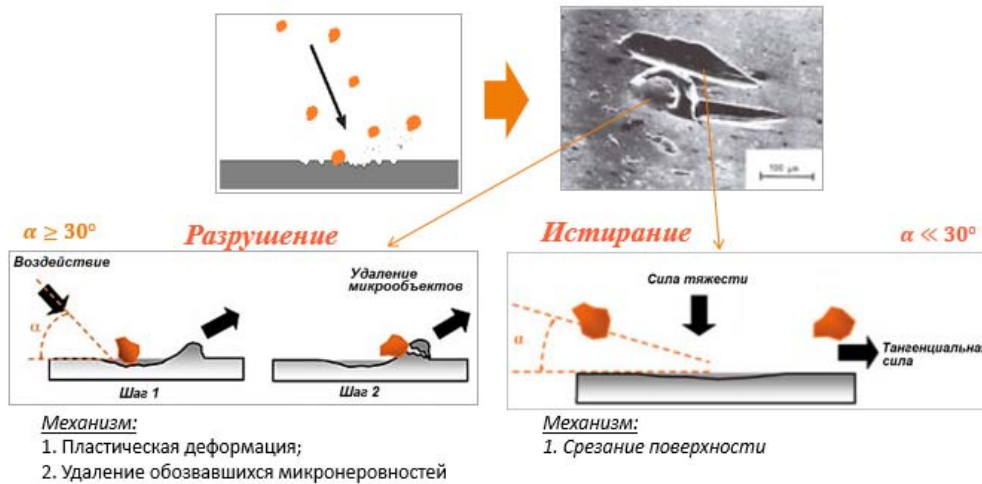 100 μm
α ≥ 30°
Разрушение
Истирание
α ≪ 30°
Воздействие
α
Удаление
микрообъектов
Шаг 1
Шаг 2
Сила тяжести
α
Тангенциальная
сила
Механизм:
1. Пластическая деформация;
2. Удаление обозвавшихся микронеровностей
Механизм:
1. Срезание поверхности